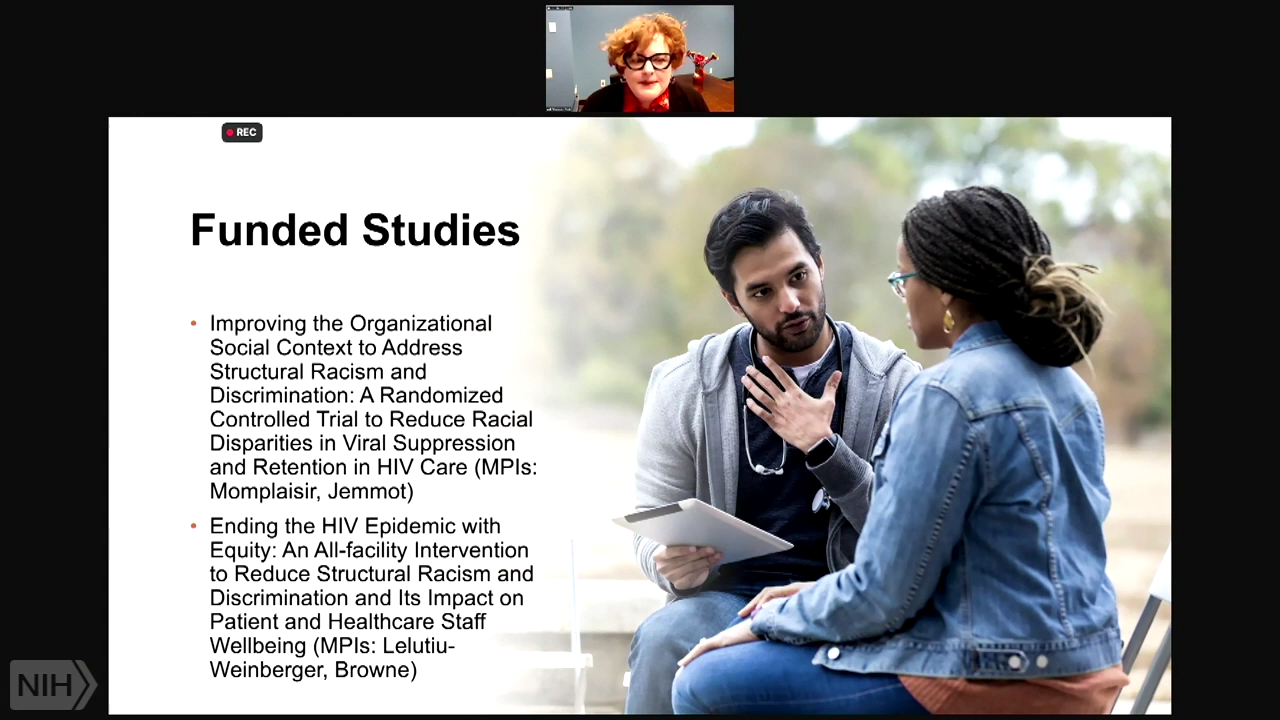 REC
Funded Studies
• Improving the Organizational
Social Context to Address
Structural Racism and
Discrimination: A Randomized
Controlled Trial to Reduce Racial
Disparities in Viral Suppression
and Retention in HIV Care (MPIs:
Momplaisir, Jemmot)
• Ending the HIV Epidemic with
Equity: An All-facility Intervention
to Reduce Structural Racism and
Discrimination and Its Impact on
Patient and Healthcare Staff
Wellbeing (MPIs: Lelutiu-
Weinberger, Browne)
NIH